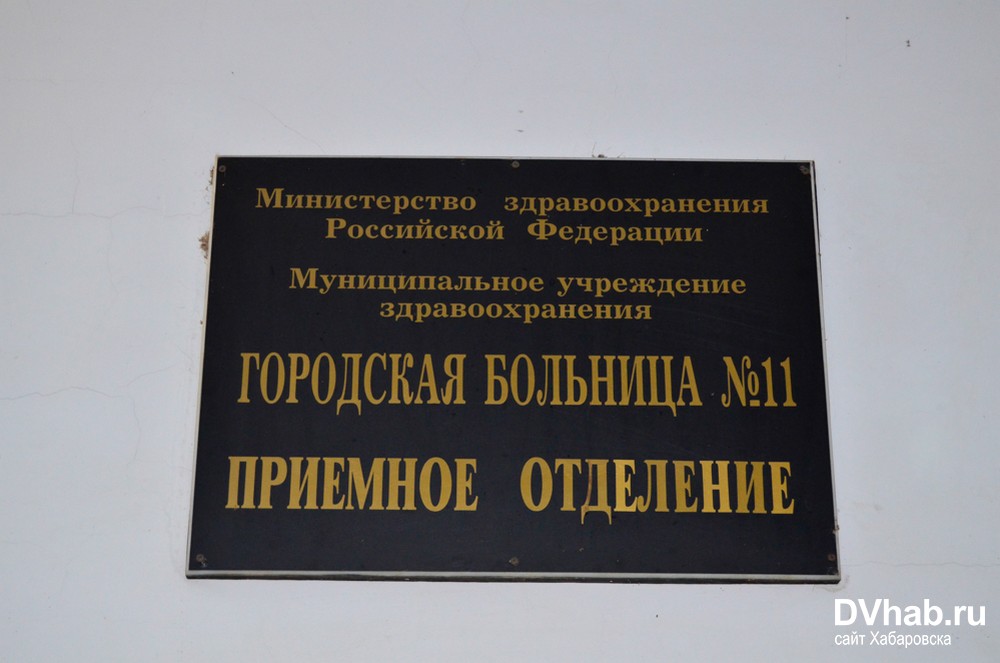 Министерство здравоохранения
Российской Федерации
Муниципальное учреждение
здравоохранения
ГОРОДСКАЯ БОЛЬНИЦА №11
ПРИЕМНОЕ ОТДЕЛЕНИЕ
DVhab.ru
сайт Хабаровска